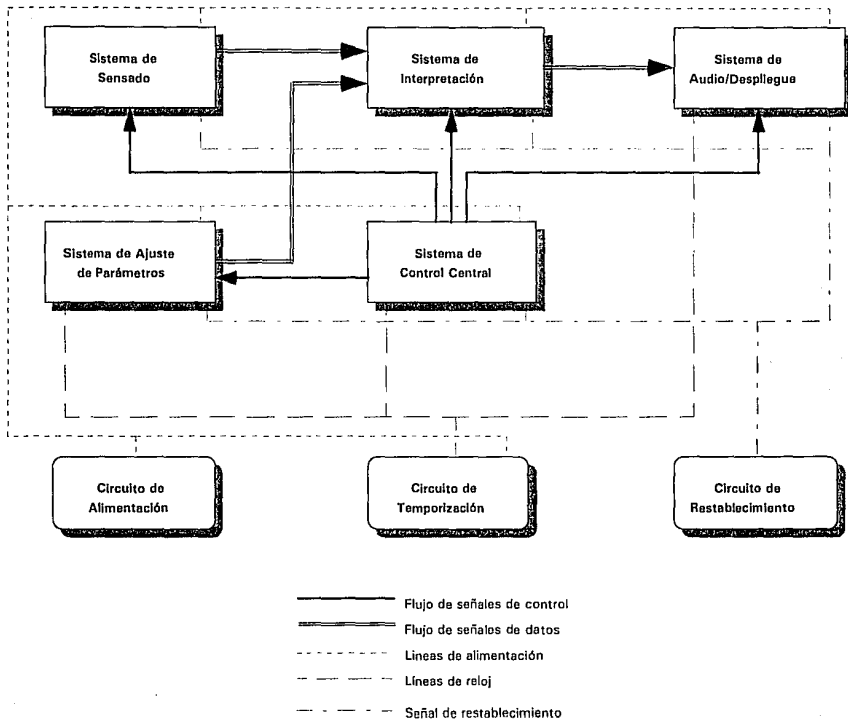 Sistema de
Sensado
Sistema de
Interpretación
Sistema de
Audio/Despliegue
Sistema de Ajuste
de Parámetros
Sistema de
Control Central
Circuito de
Alimentación
Circuito de
Temporización
Circuito de
Restablecimiento
Flujo de señales de control
Flujo de señales de datos
Lineas de alimentación
Líneas de reloj
Señal de restablecimiento